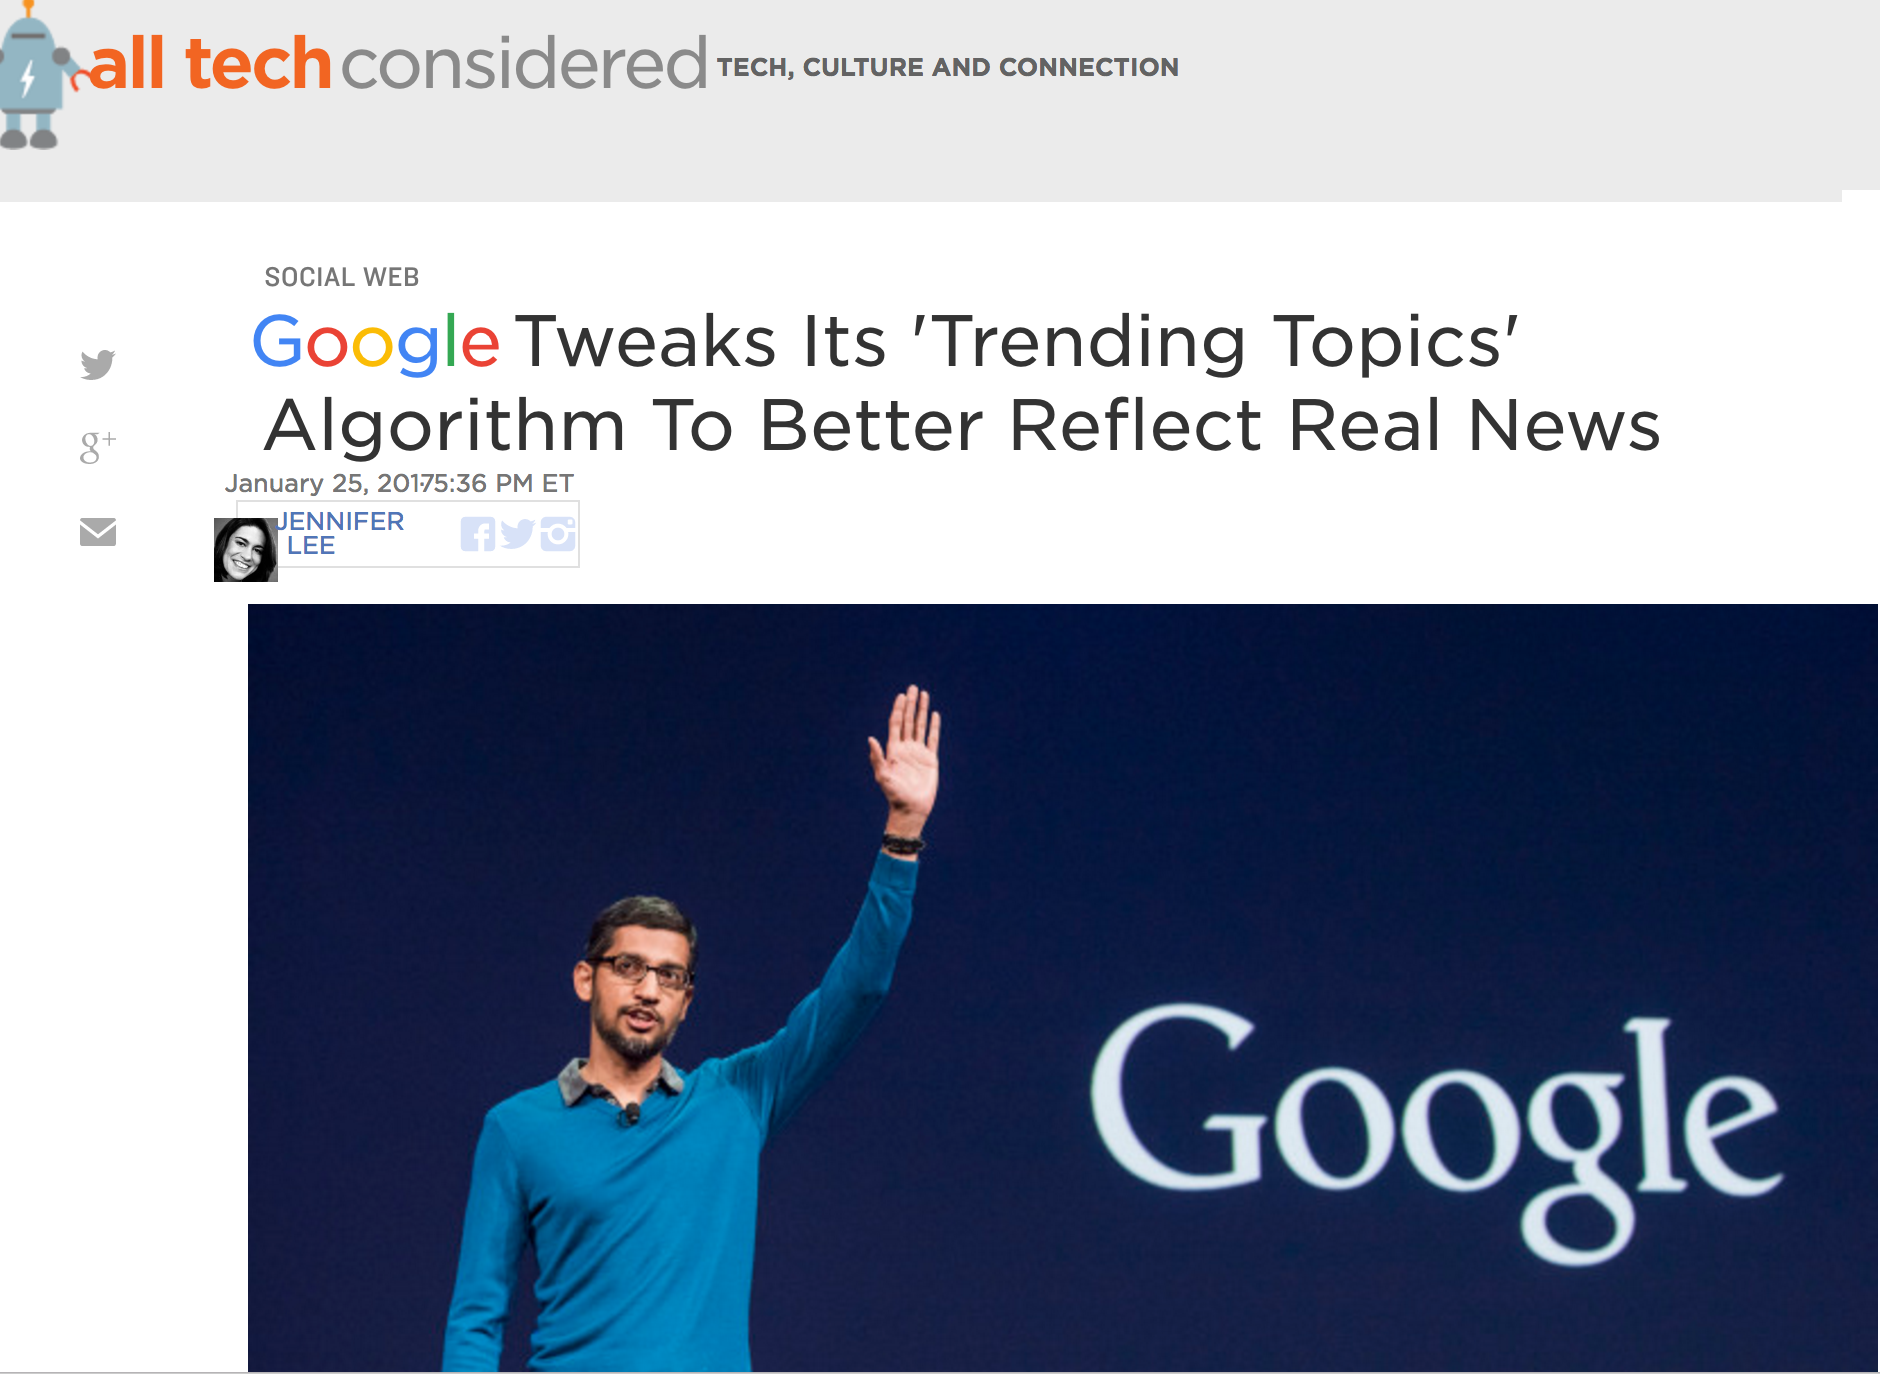 all tech considered TECH, CULTURE AND CONNECTION
SOCIAL WEB
Google Tweaks Its 'Trending Topics'
Algorithm To Better Reflect Real News
January 25, 20175:36 PM ET
JENNIFER
LEE
g+
Google